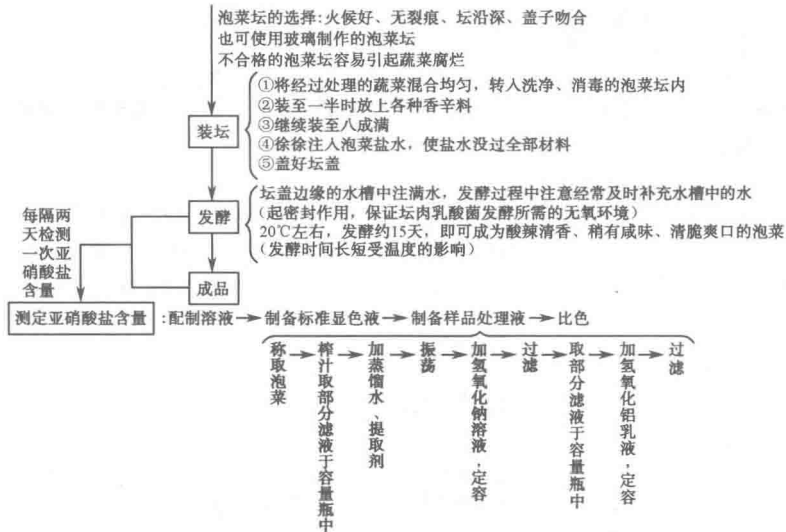 泡菜坛的选择:火候好、无裂痕、坛沿深、盖子吻合
也可使用玻璃制作的泡菜坛
不合格的泡菜坛容易引起蔬菜腐烂
装坛
①将经过处理的蔬菜混合均匀，转入洗净、消毒的泡菜坛内
②装至一半时放上各种香辛料
③继续装至八成满
④徐徐注入泡菜盐水，使盐水没过全部材料
⑤盖好坛盖
发酵
坛盖边缘的水槽中注满水，发酵过程中注意经常及时补充水槽中的水
(起密封作用，保证坛肉乳酸菌发酵所需的无氧环境)
20℃左右，发酵约15天，即可成为酸辣清香、稍有咸味、清脆爽口的泡菜
(发酵时间长短受温度的影响)
每隔两
天检测
一次亚
硝酸盐
含量
成品
测定亚硝酸盐含量:配制溶液→制备标准显色液→制备样品处理液→比色
称取泡菜→
榨汁取部分滤液于容量瓶中→
加蒸馏水、提取剂→
振荡→
加氢氧化钠溶液,定容→
过滤→
取部分滤液于容量瓶中→
加氢氧化铝乳液,定容→
过滤